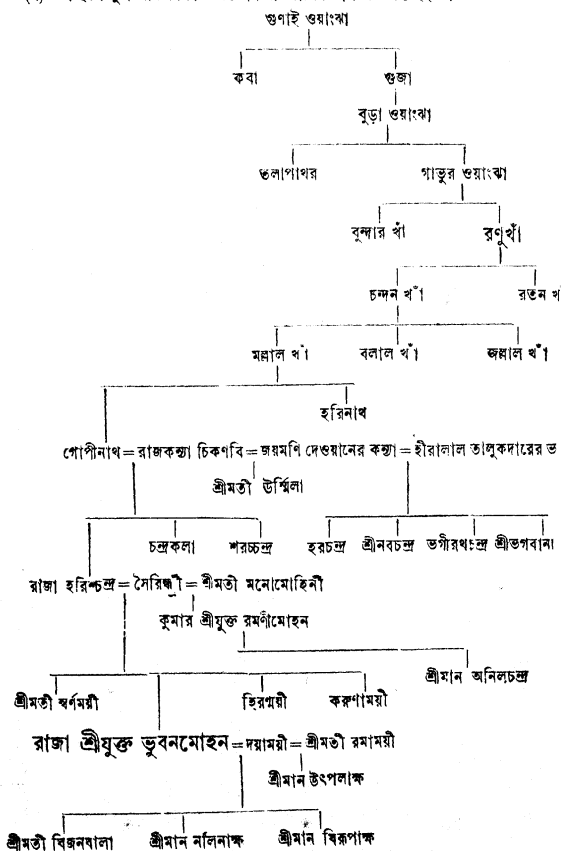 গুণাই ওয়াংঝা
কবা গুজা
বুড়া ওয়াংঝা
তলাপাথর গাভুর ওয়াংঝা
বুন্দার খাঁ রণুখাঁ
চন্দন খাঁ রতন
মল্লাল খাঁ বলাল খাঁ জল্লাল খাঁ
হরিনাথ
গোপীনাথ = রাজকন্যা চিকণবি = জয়মণি দেওয়ানের কন্যা = হীরালাল তালুকদারের ভ
শ্রীমতী উর্ম্মিলা
চন্দ্রকলা শরচ্চন্দ্র হরচন্দ্র শ্রীনবচন্দ্র ভগীরথচন্দ্র শ্রীভগবানা
রাজা হরিশ্চন্দ্র = সৈরিন্ধ্রী = শ্রীমতী মনোমোহিনী
কুমার শ্রীযুক্ত রমণীমোহন
শ্রীমান অনিলচন্দ্র
শ্রীমতী স্বর্ণময়ী হিরণ্ময়ী করুণাময়ী
রাজা শ্রীযুক্ত ভুবনমোহন = দয়াময়ী = শ্রীমতী রমাময়ী
শ্রীমান উৎপলাক্ষ
শ্রীমতী বিজনবালা শ্রীমান নলিনাক্ষ শ্রীমান বিরূপাক্ষ